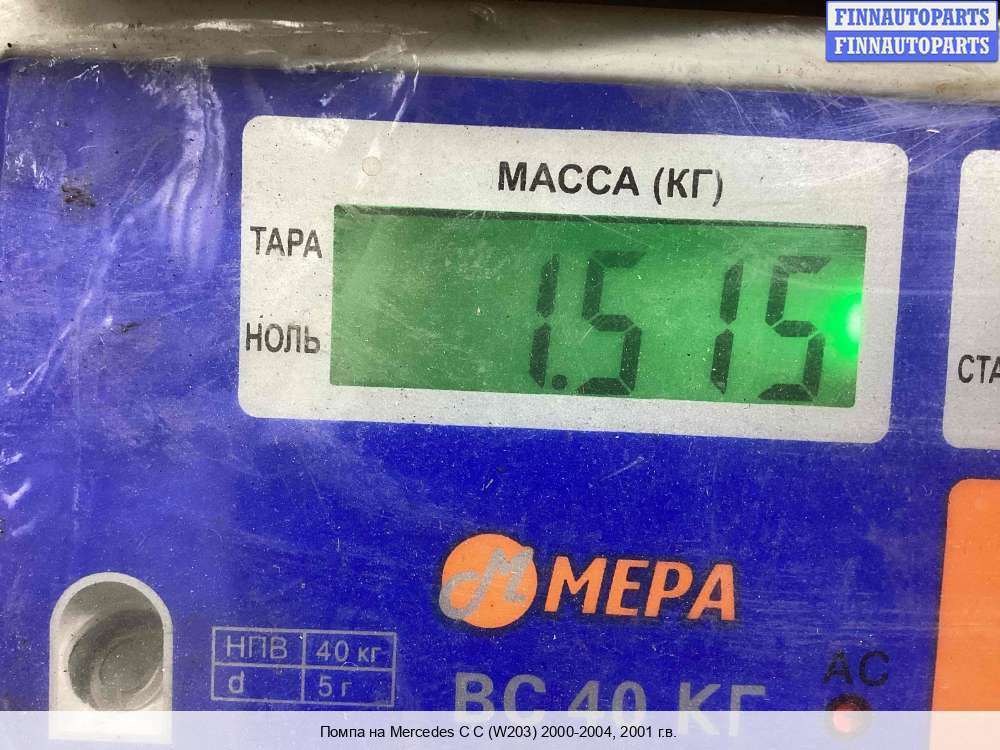 FINNAUTOPARTS
FINNAUTOPARTS
МАССА (КГ)
ТАРА
1.515
НОЛЬ
СТА
М МЕРА
НПВ 40 кг
d 5 г
ВС 40 КГ
АС
Помпа на Mercedes C C (W203) 2000-2004, 2001 г.в.